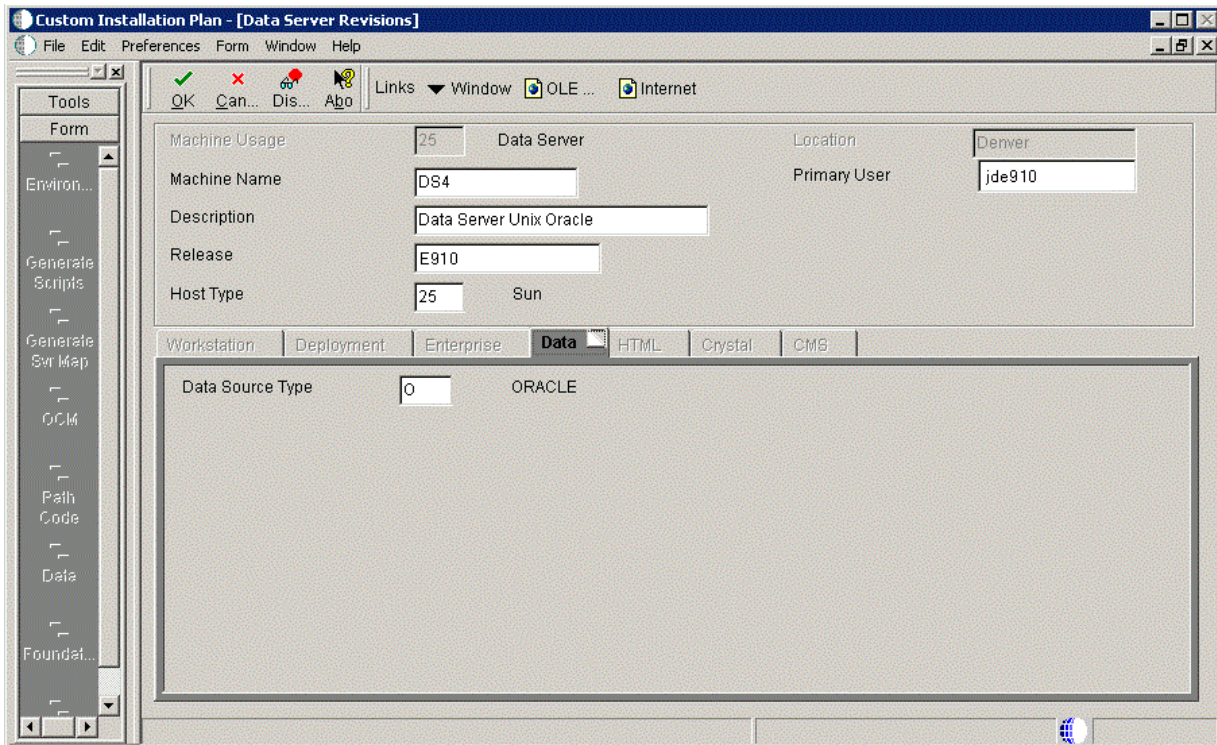 Custom Installation Plan - [Data Server Revisions]
File Edit Preferences Form Window Help
Tools
Form
Environ...
Generate
Scripts
Generate
Svr Map
OCM
Path
Code
Data
Foundat...
OK Can... Dis... Abo Links Window OLE ... Internet
Machine Usage 25 Data Server Location Denver
Machine Name DS4 Primary User jde910
Description Data Server Unix Oracle
Release E910
Host Type 25 Sun
Workstation Deployment Enterprise Data HTML Crystal CMS
Data Source Type O ORACLE